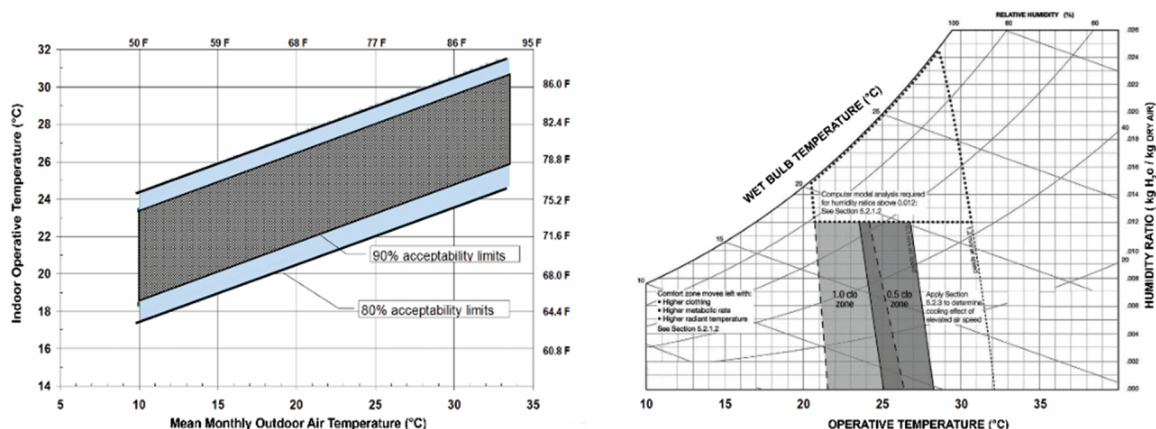 50 F 59 F 68 F 77 F 86 F 95 F
32
30
28
26
24
22
20
18
16
14
86.0 F
82.4 F
78.8 F
75.2 F
71.6 F
68.0 F
64.4 F
60.8 F
Indoor Operative Temperature (°C)
90% acceptability limits
80% acceptability limits
5 10 15 20 25 30 35
Mean Monthly Outdoor Air Temperature (°C)
RELATIVE HUMIDITY (%)
100 80 60
WET BULB TEMPERATURE (°C)
25
20
15
10
Computer model analysis required
for humidity ratios above 0.012:
See Section 5.2.1.2
Comfort zone moves left with:
• Higher clothing
• Higher metabolic rate
• Higher radiant temperature
See Section 5.2.1.2
1.0 clo
zone
0.5 clo
zone
Apply Section
5.2.3 to determine
cooling effect of
elevated air speed
.026
.024
.022
.020
.018
.016
.014
.012
.010
.008
.006
.004
.002
.000
40
20
HUMIDITY RATIO ( kg H₂o / kg DRY AIR)
10 20 25 30 35
OPERATIVE TEMPERATURE (°C)